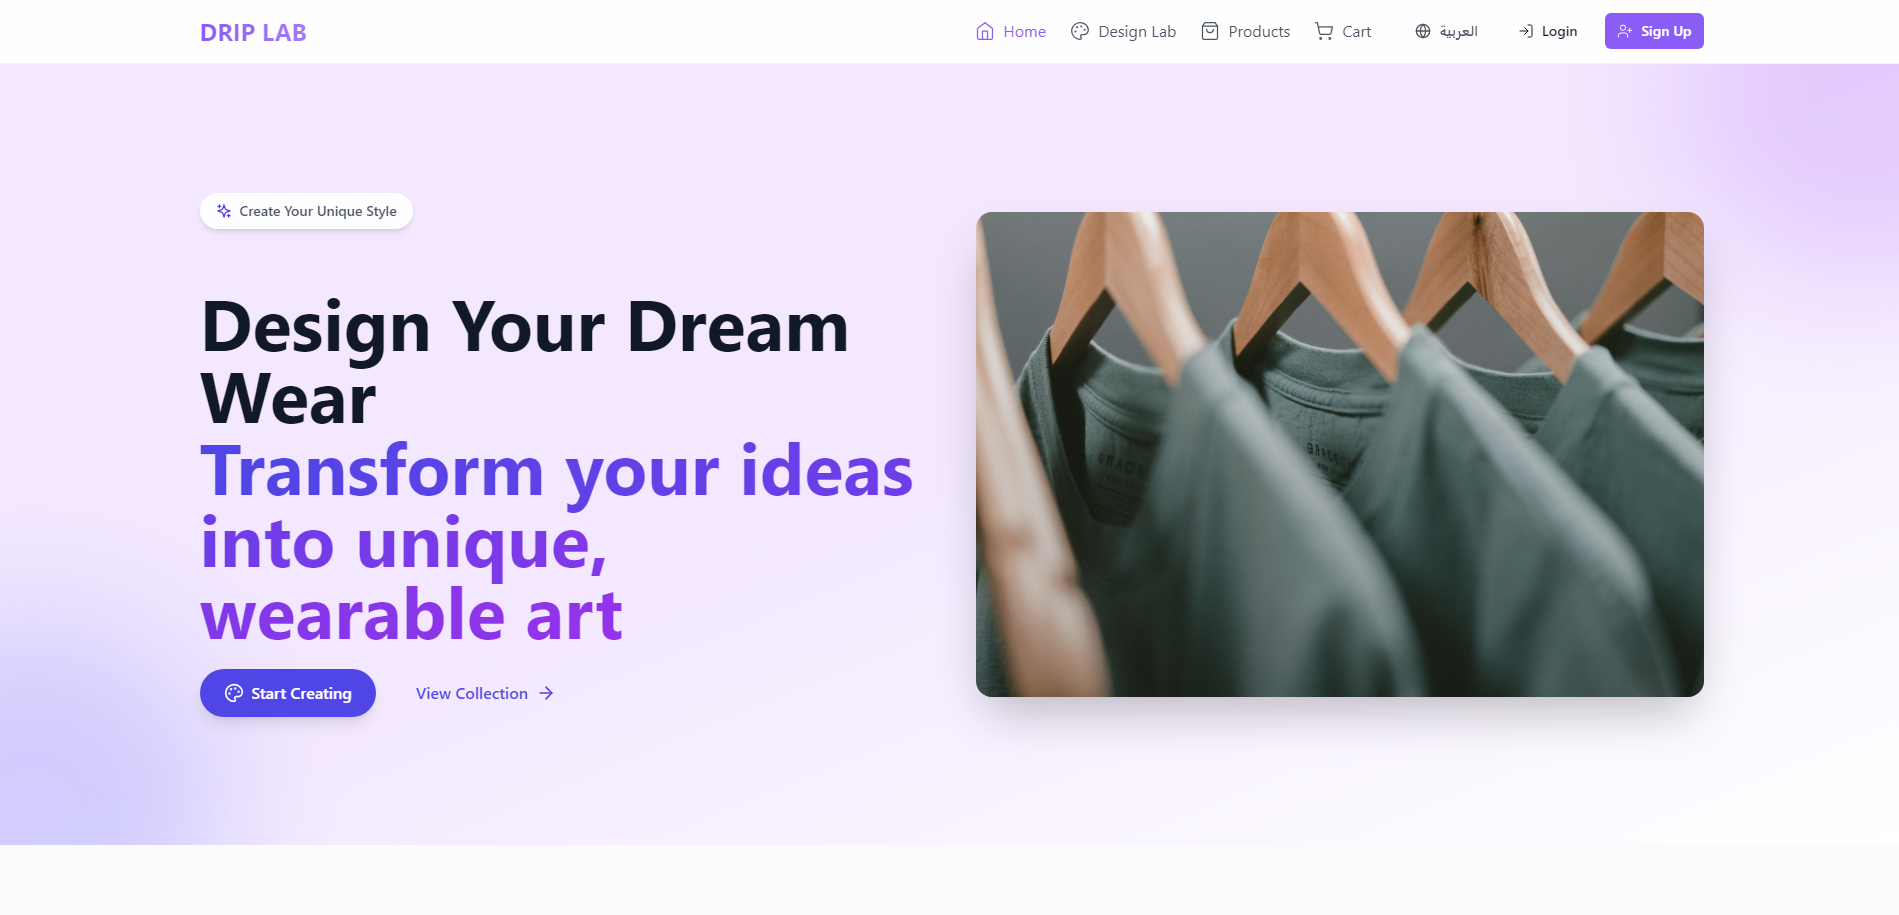 DRIP LAB
Home
Design Lab
Products
Cart
العربية
Login
Sign Up
Create Your Unique Style
Design Your Dream
Wear
Transform your ideas
into unique,
wearable art
Start Creating
View Collection